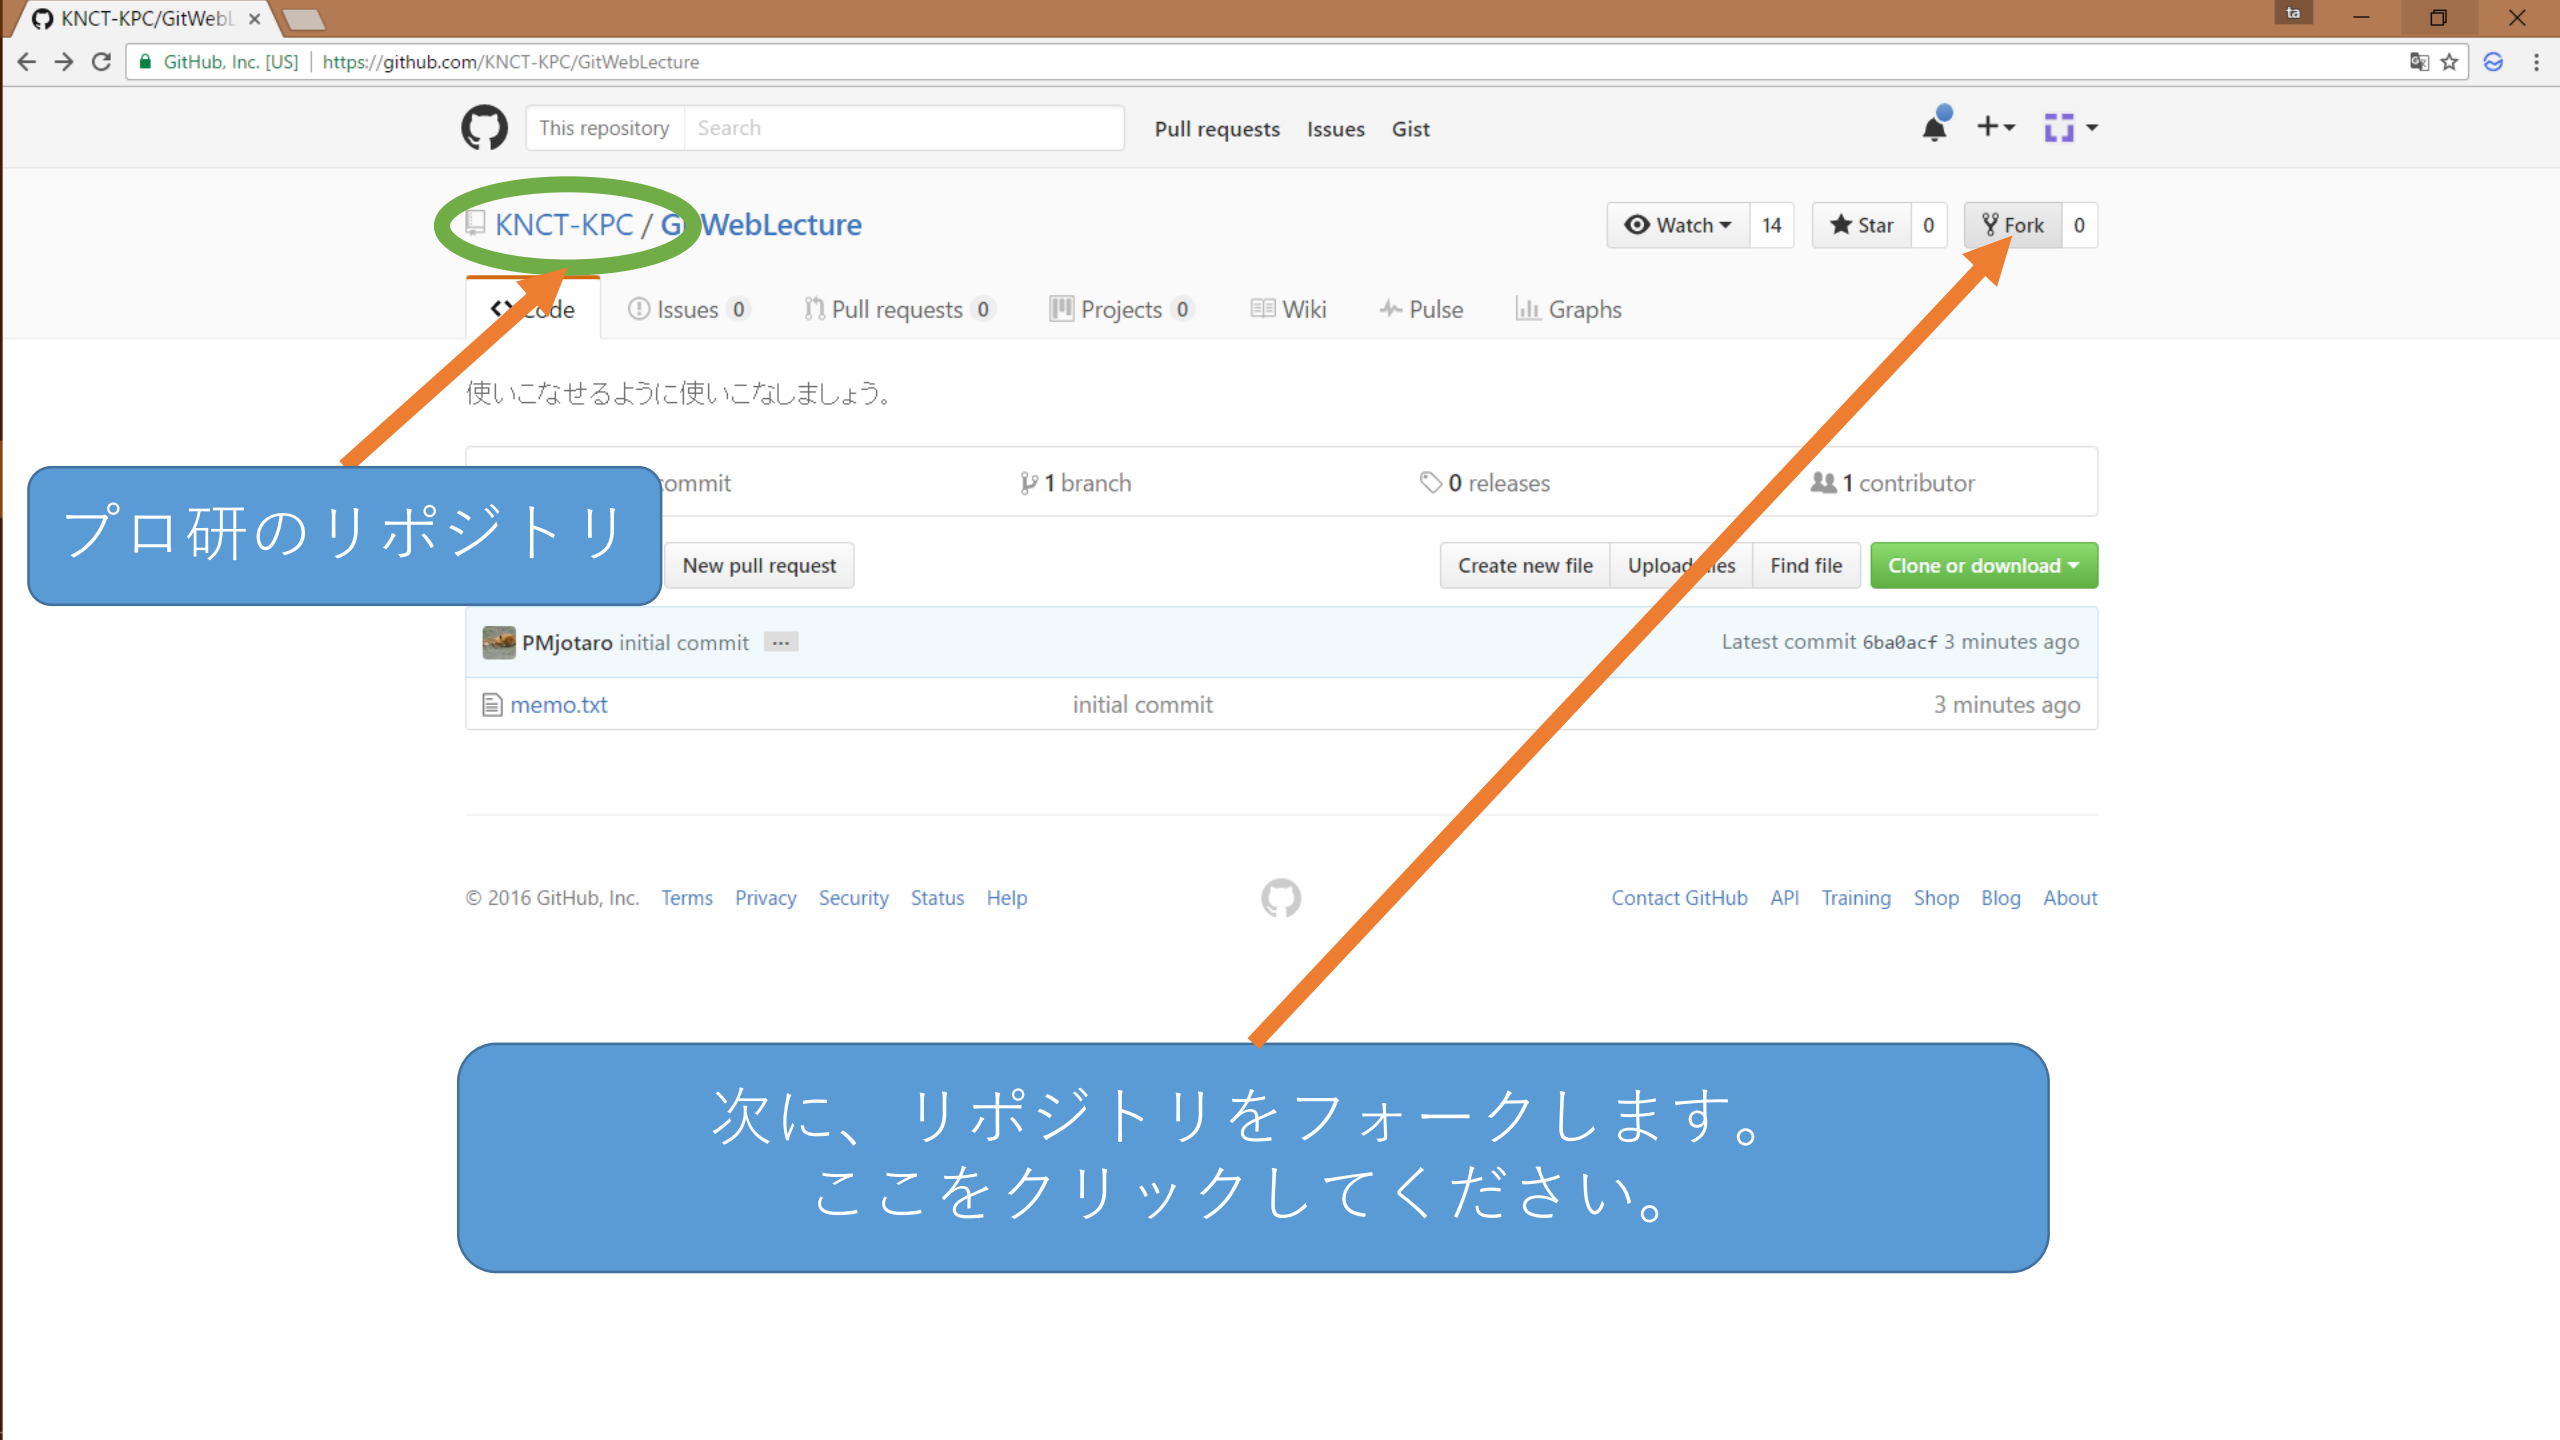 KNCT-KPC/GitWebL
ta
GitHub, Inc. [US] | https://github.com/KNCT-KPC/GitWebLecture
This repository Search Pull requests Issues Gist
KNCT-KPC / G WebLecture Watch 14 Star 0 Fork 0
Code Issues 0 Pull requests 0 Projects 0 Wiki Pulse Graphs
使いこなせるように使いこなしましょう。
commit 1 branch 0 releases 1 contributor
プロ研のリポジトリ
New pull request Create new file Upload files Find file Clone or download
PMjotaro initial commit ... Latest commit 6ba0acf 3 minutes ago
memo.txt initial commit 3 minutes ago
© 2016 GitHub, Inc. Terms Privacy Security Status Help Contact GitHub API Training Shop Blog About
次に、リポジトリをフォークします。
ここをクリックしてください。